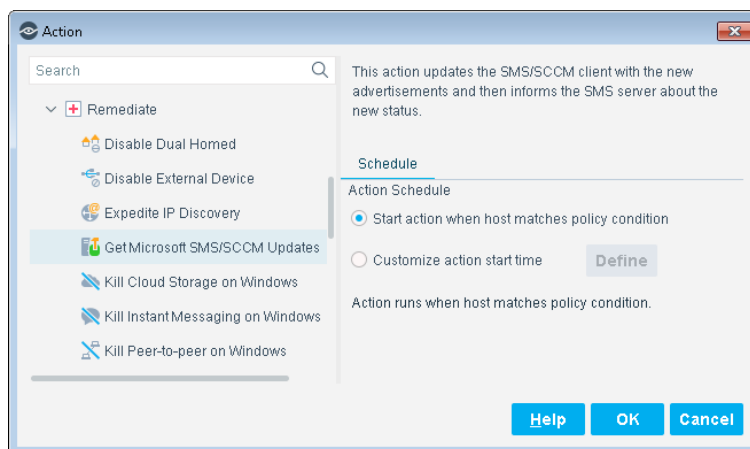 Action
Search
This action updates the SMS/SCCM client with the new
advertisements and then informs the SMS server about the
new status.
Remediate
Disable Dual Homed
Disable External Device
Expedite IP Discovery
Get Microsoft SMS/SCCM Updates
Kill Cloud Storage on Windows
Kill Instant Messaging on Windows
Kill Peer-to-peer on Windows
Schedule
Action Schedule
Start action when host matches policy condition
Customize action start time
Define
Action runs when host matches policy condition.
Help
OK
Cancel